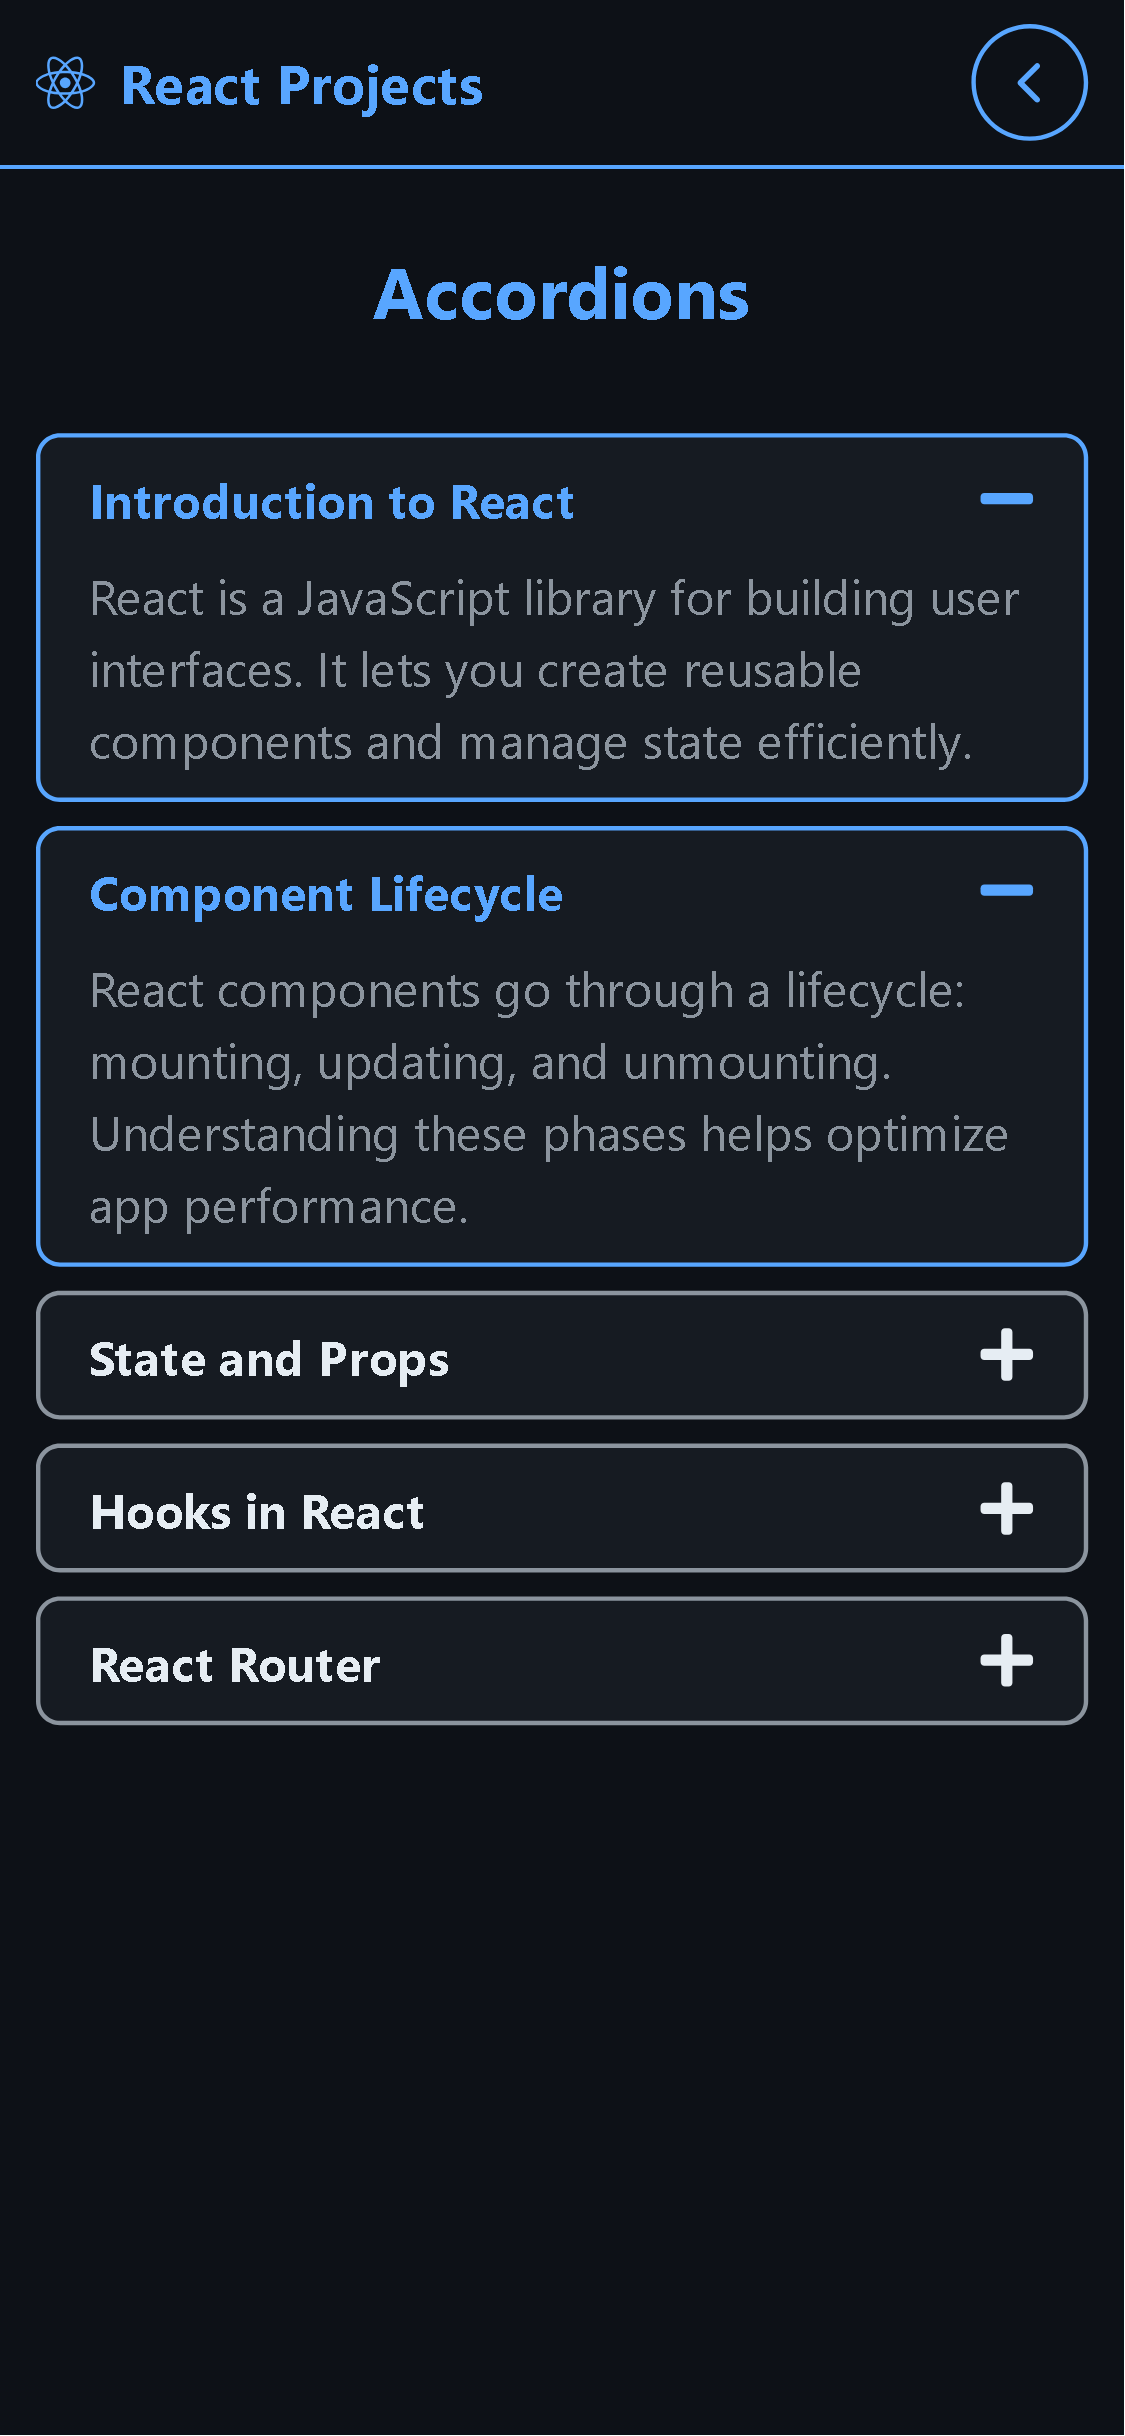 React Projects
Accordions
Introduction to React
React is a JavaScript library for building user
interfaces. It lets you create reusable
components and manage state efficiently.
Component Lifecycle
React components go through a lifecycle:
mounting, updating, and unmounting.
Understanding these phases helps optimize
app performance.
State and Props
Hooks in React
React Router